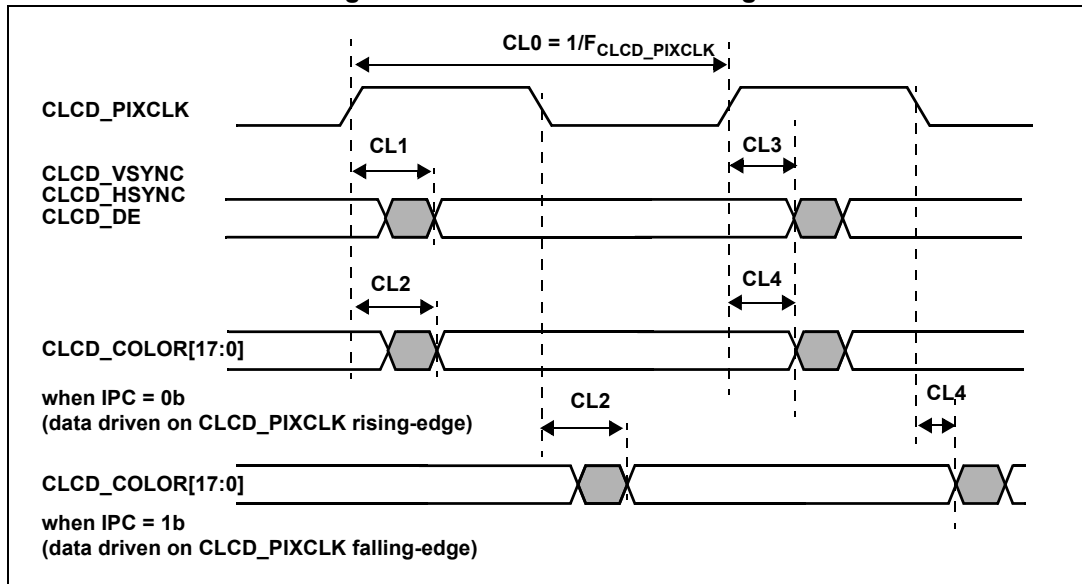 CL0 = 1/FCLCD_PIXCLK
CLCD_PIXCLK
CL1
CL3
CLCD_VSYNC
CLCD_HSYNC
CLCD_DE
CL2
CL4
CLCD_COLOR[17:0]
when IPC = 0b
(data driven on CLCD_PIXCLK rising-edge)
CL2
CL4
CLCD_COLOR[17:0]
when IPC = 1b
(data driven on CLCD_PIXCLK falling-edge)